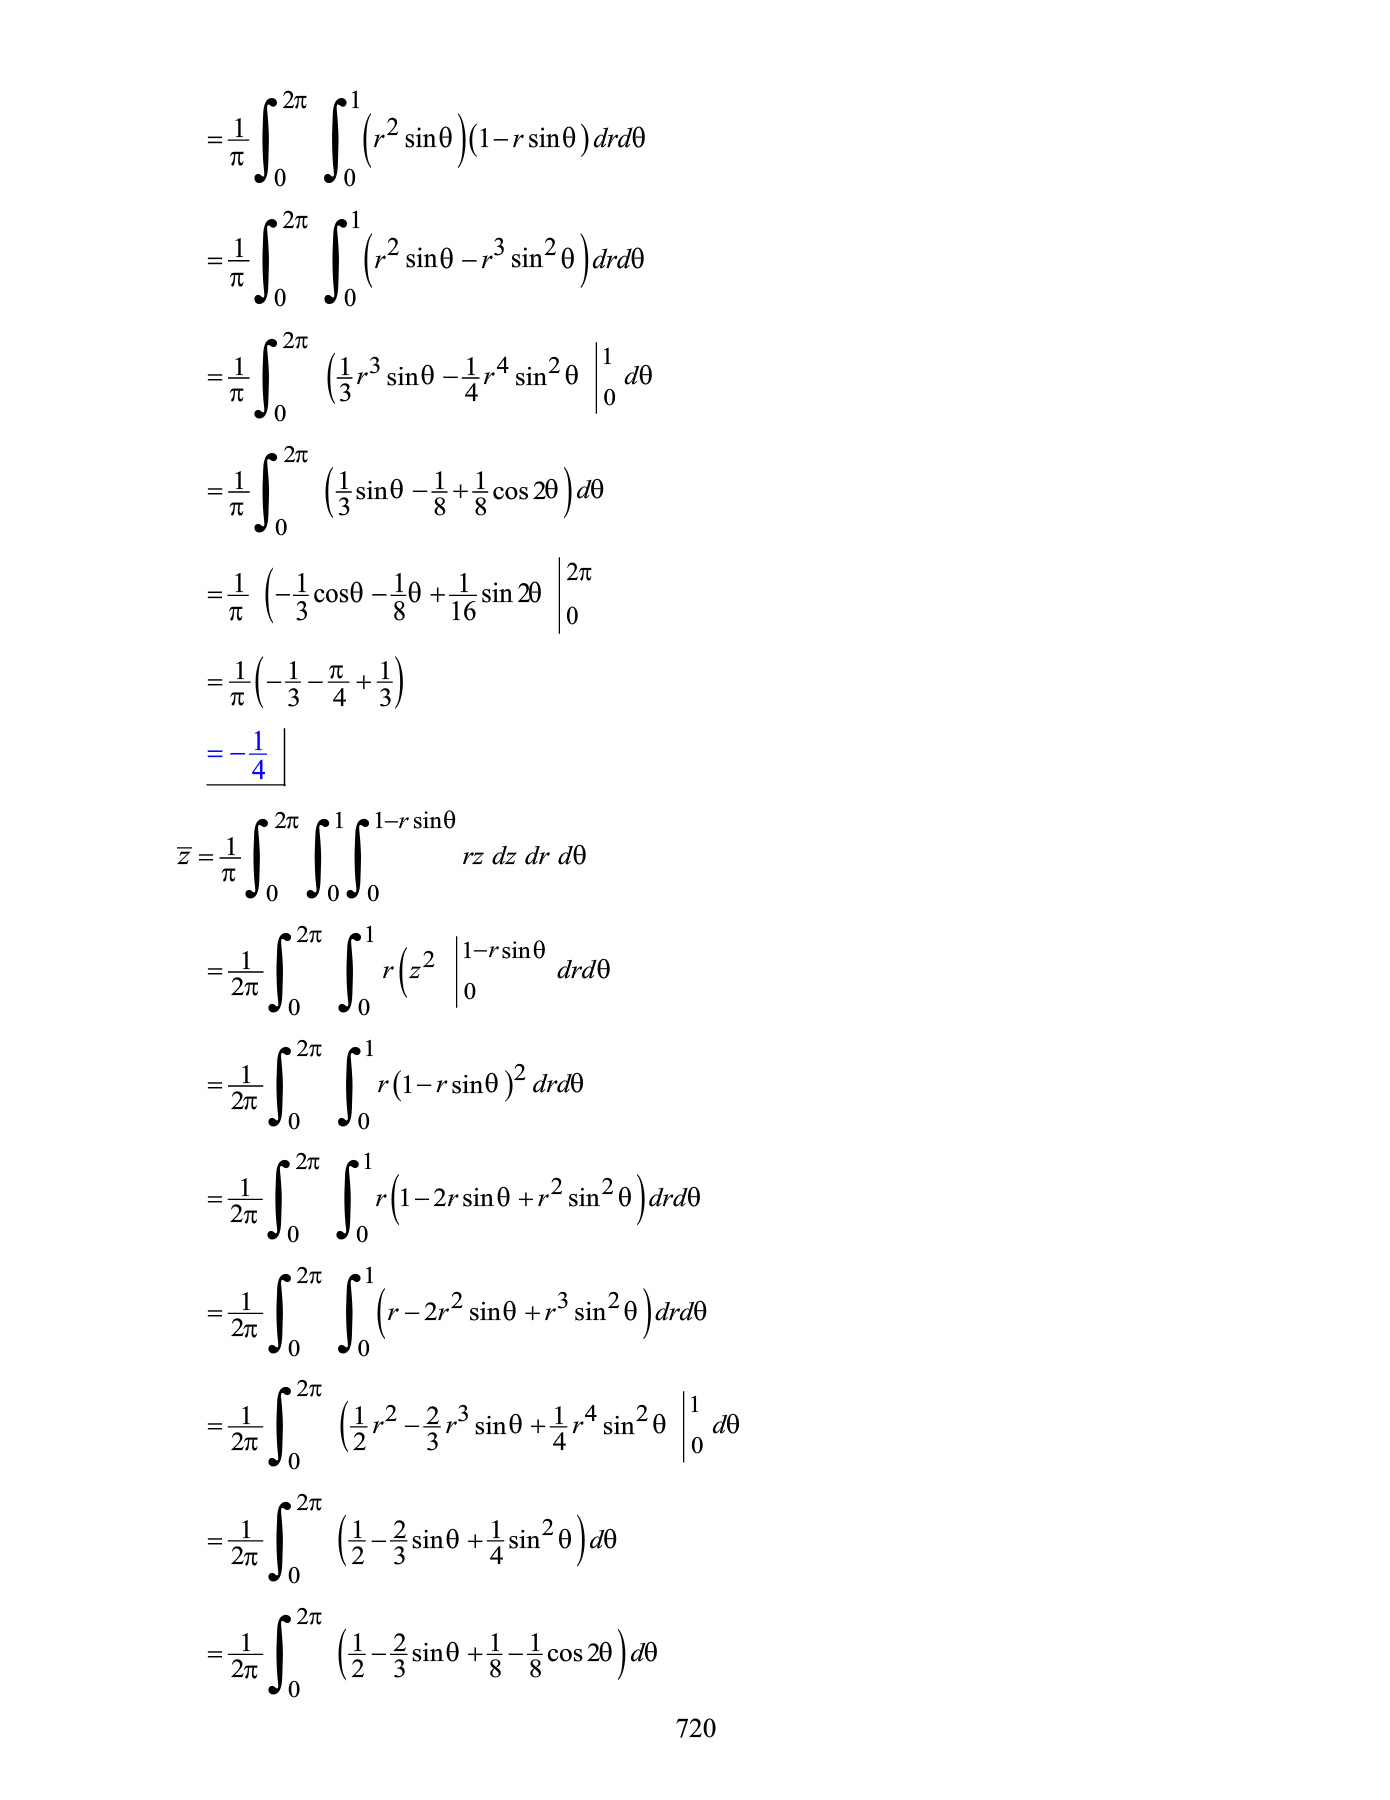 = 1/π ∫_0^{2π} ∫_0^1 (r² sinθ)(1 − r sinθ) drdθ
= 1/π ∫_0^{2π} ∫_0^1 (r² sinθ − r³ sin² θ) drdθ
= 1/π ∫_0^{2π} (1/3 r³ sinθ − 1/4 r⁴ sin² θ |_0^1 dθ
= 1/π ∫_0^{2π} (1/3 sinθ − 1/8 + 1/8 cos 2θ) dθ
= 1/π (−1/3 cosθ − 1/8 θ + 1/16 sin 2θ |_0^{2π}
= 1/π (−1/3 − π/4 + 1/3)
= −1/4
z̅ = 1/π ∫_0^{2π} ∫_0^1 ∫_0^{1−r sinθ} rz dz dr dθ
= 1/2π ∫_0^{2π} ∫_0^1 r (z² |_0^{1−r sinθ} drdθ
= 1/2π ∫_0^{2π} ∫_0^1 r (1 − r sinθ)² drdθ
= 1/2π ∫_0^{2π} ∫_0^1 r (1 − 2r sinθ + r² sin² θ) drdθ
= 1/2π ∫_0^{2π} ∫_0^1 (r − 2r² sinθ + r³ sin² θ) drdθ
= 1/2π ∫_0^{2π} (1/2 r² − 2/3 r³ sinθ + 1/4 r⁴ sin² θ |_0^1 dθ
= 1/2π ∫_0^{2π} (1/2 − 2/3 sinθ + 1/4 sin² θ) dθ
= 1/2π ∫_0^{2π} (1/2 − 2/3 sinθ + 1/8 − 1/8 cos 2θ) dθ
720